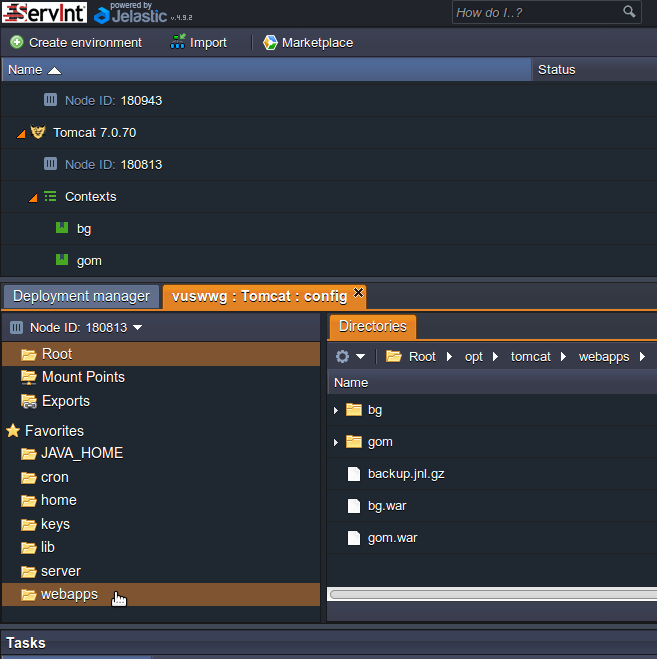 ServInt powered by Jelastic v.4.9.2 How do I..?
Create environment Import Marketplace
Name Status
Node ID: 180943
Tomcat 7.0.70
Node ID: 180813
Contexts
bg
gom
Deployment manager vuswwg : Tomcat : config
Node ID: 180813
Root
Mount Points
Exports
Favorites
JAVA_HOME
cron
home
keys
lib
server
webapps
Directories
Root opt tomcat webapps
Name
bg
gom
backup.jnl.gz
bg.war
gom.war
Tasks